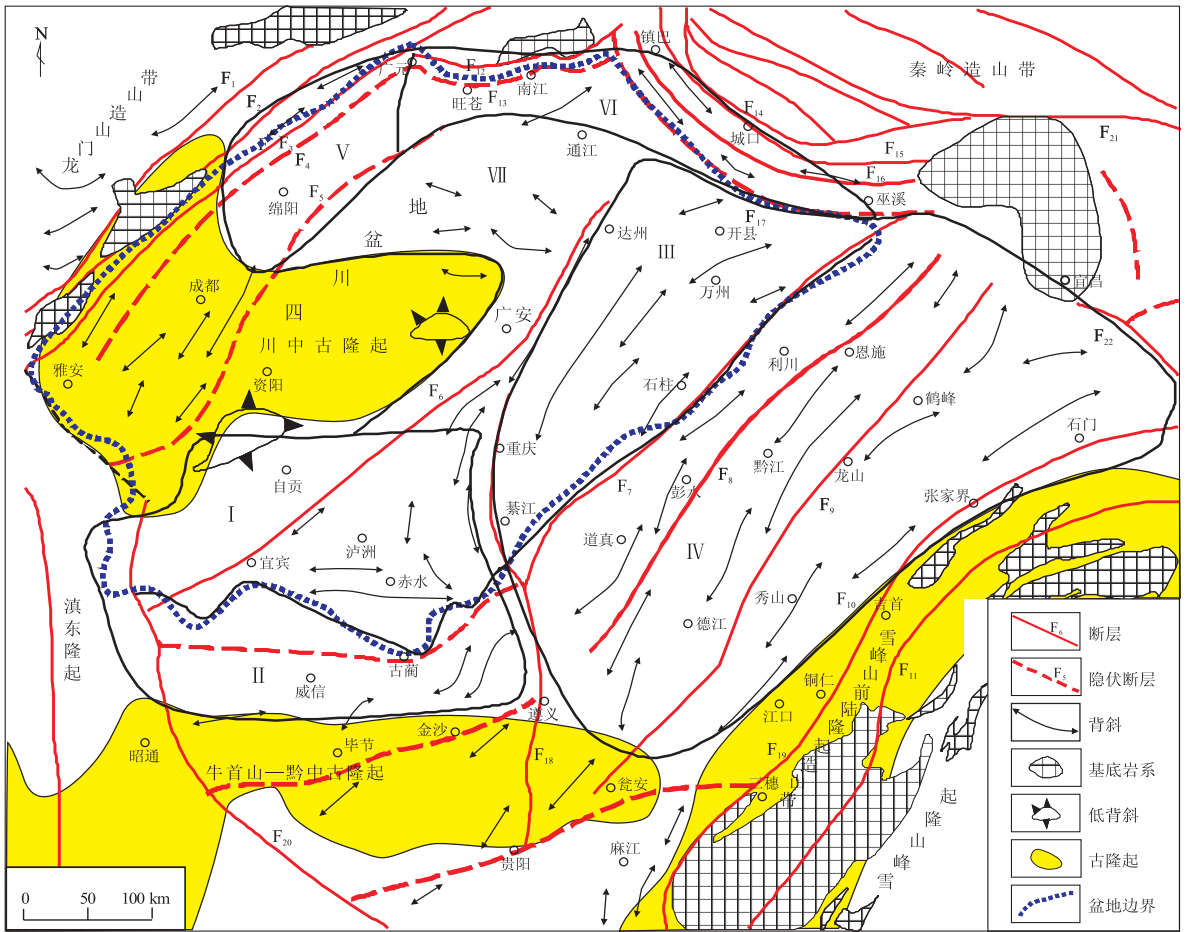 N
镇巴
秦岭造山带
龙门山造山带
F₁
F₂
F₃
F₄
F₅
广元
F₁₂
旺苍
F₁₃
南江
Ⅵ
F₁₄
城口
F₁₅
F₁₆
F₂₁
Ⅴ
通江
Ⅶ
绵阳
巫溪
F₁₇
达州
开县
Ⅲ
四川盆地
成都
万州
宜昌
川中古隆起
广安
F₂₂
雅安
资阳
利川
恩施
F₆
石柱
鹤峰
石门
重庆
黔江
龙山
自贡
F₇
彭水
F₈
F₉
张家界
Ⅰ
綦江
泸洲
道真
Ⅳ
宜宾
赤水
秀山
F₁₀
吉首
德江
滇东隆起
古蔺
Ⅱ
威信
铜仁
F₁₁
江口
雪峰山前陆隆起造山带
遵义
金沙
昭通
毕节
牛首山—黔中古隆起
F₁₈
F₁₉
瓮安
三穗
F₂₀
贵阳
麻江
雪峰山隆起
0 50 100 km
F₆ 断层
F₅ 隐伏断层
背斜
基底岩系
低背斜
古隆起
盆地边界